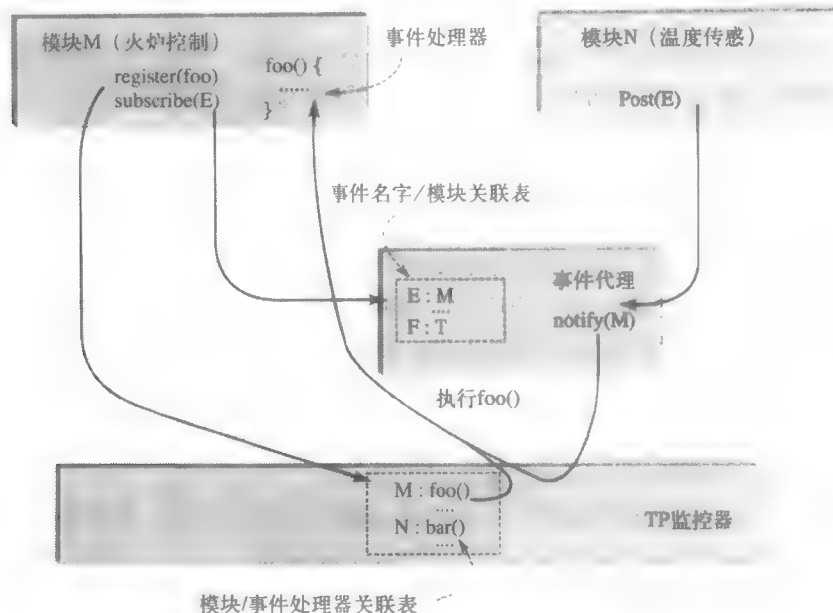 模块M（火炉控制）
register(foo)
subscribe(E)
foo() {
....
}
事件处理器
模块N（温度传感）
Post(E)
事件名字/模块关联表
E : M
....
F : T
事件代理
notify(M)
执行foo()
M : foo()
....
N : bar()
....
TP监控器
模块/事件处理器关联表